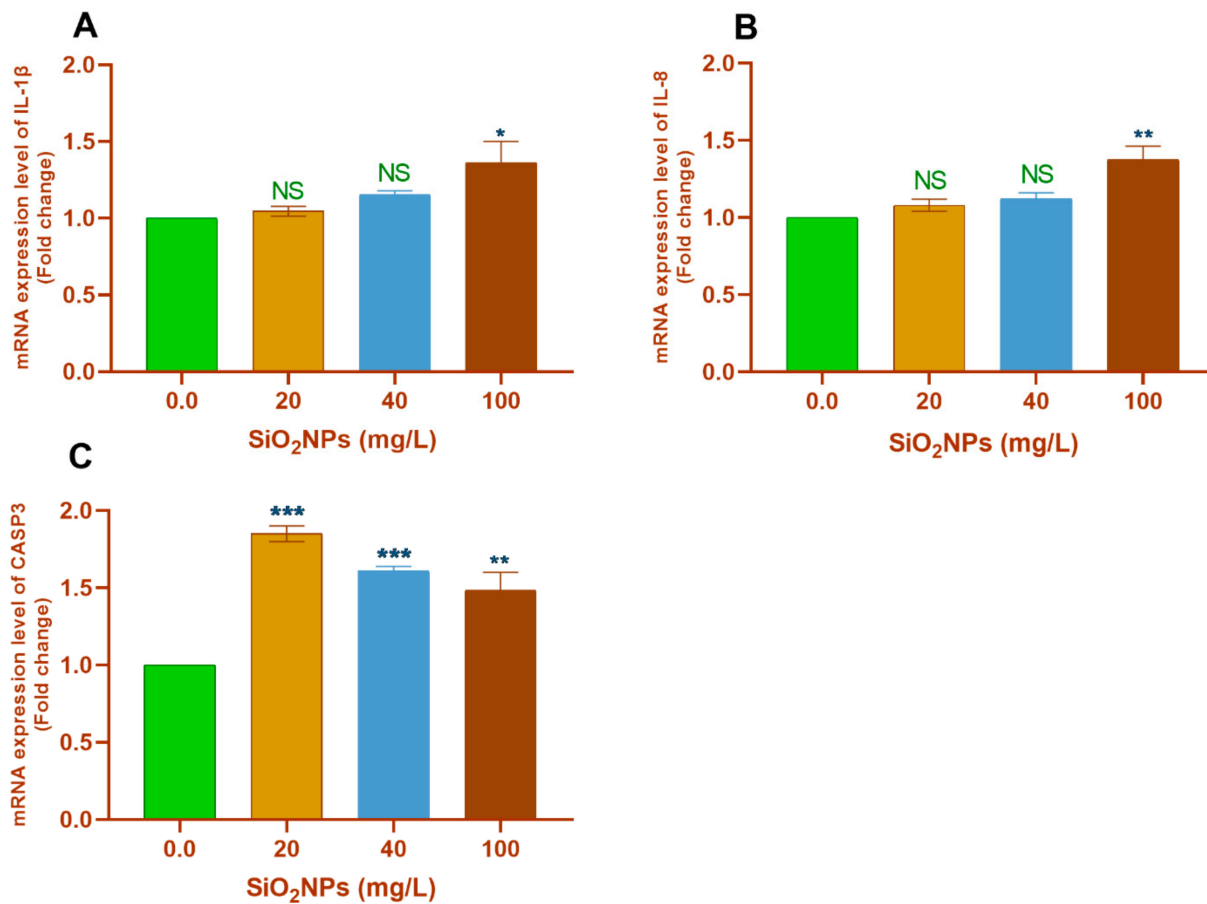 A
mRNA expression level of IL-1β
(Fold change)
2.0
1.5
1.0
0.5
0.0
NS
NS
*
0.0 20 40 100
SiO₂NPs (mg/L)
B
mRNA expression level of IL-8
(Fold change)
2.0
1.5
1.0
0.5
0.0
NS
NS
**
0.0 20 40 100
SiO₂NPs (mg/L)
C
mRNA expression level of CASP3
(Fold change)
2.0
1.5
1.0
0.5
0.0
***
***
**
0.0 20 40 100
SiO₂NPs (mg/L)